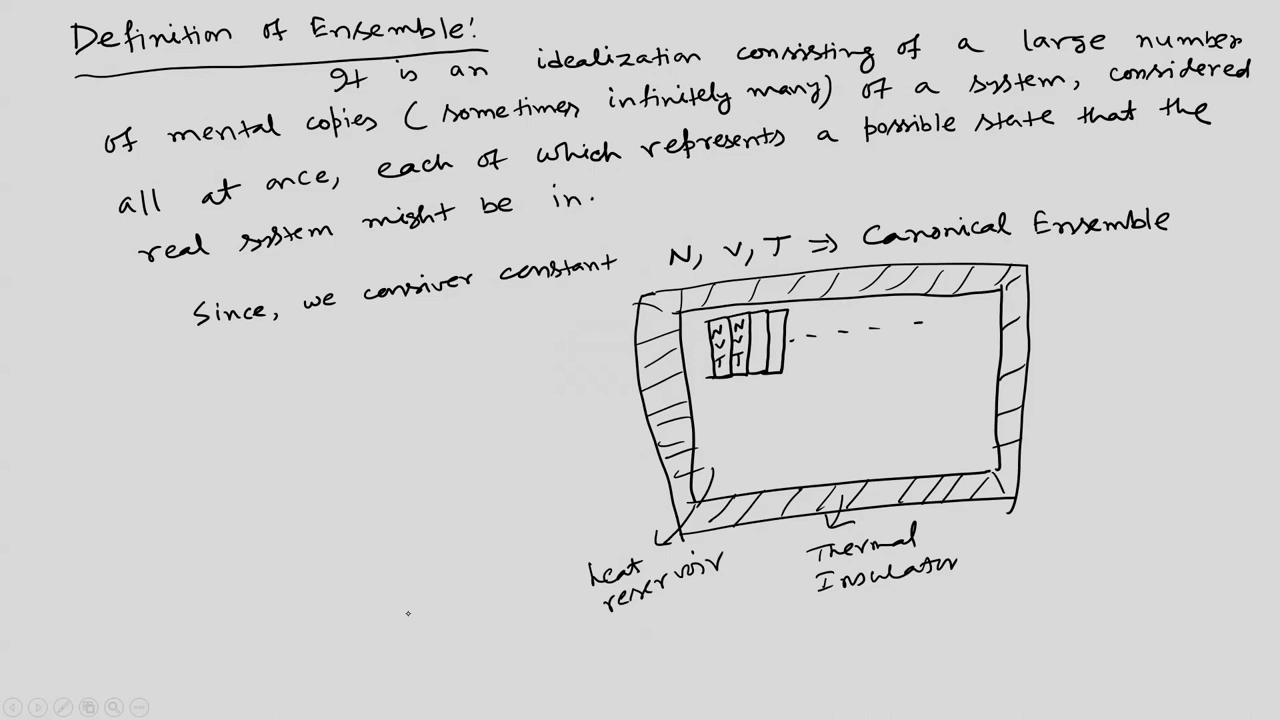 Definition of Ensemble!
It is an idealization consisting of a large number
of mental copies (sometimes infinitely many) of a system, considered
all at once, each of which represents a possible state that the
real system might be in.
Since, we consiver constant N, V, T ⇒ Canonical Ensemble
N N
V V
T T
heat
reservoir
Thermal
Insulator